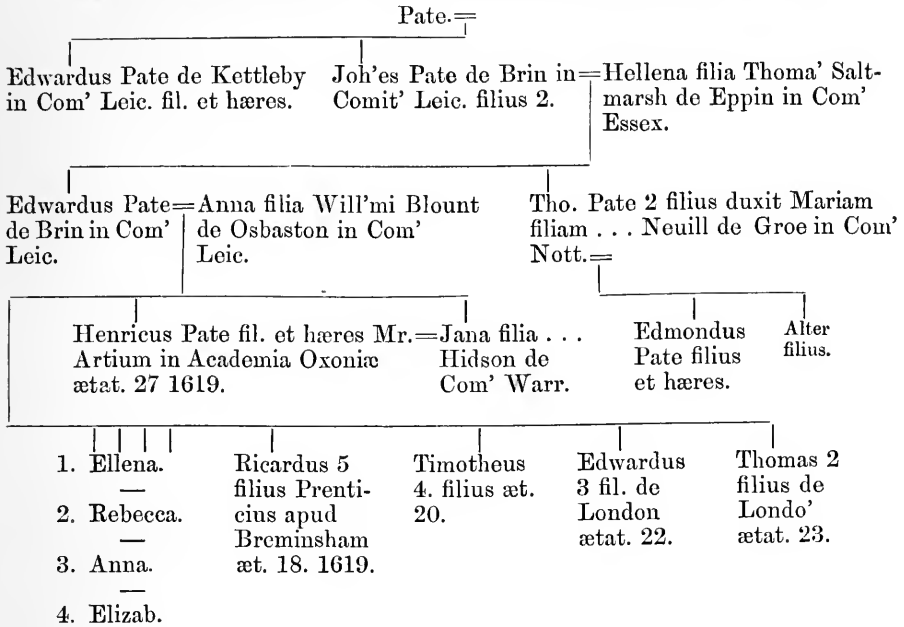 Pate.=
Edwardus Pate de Kettleby
in Com' Leic. fil. et hæres.
Joh'es Pate de Brin in=
Comit' Leic. filius 2.
Hellena filia Thoma' Salt-
marsh de Eppin in Com'
Essex.
Edwardus Pate=
de Brin in Com'
Leic.
Anna filia Will'mi Blount
de Osbaston in Com'
Leic.
Tho. Pate 2 filius duxit Mariam
filiam . . . Neuill de Groe in Com'
Nott.=
Henricus Pate fil. et hæres Mr.=
Artium in Academia Oxoniæ
ætat. 27 1619.
Jana filia . . .
Hidson de
Com' Warr.
Edmondus
Pate filius
et hæres.
Alter
filius.
1. Ellena.
2. Rebecca.
3. Anna.
4. Elizab.
Ricardus 5
filius Prenti-
cius apud
Breminsham
æt. 18. 1619.
Timotheus
4. filius æt.
20.
Edwardus
3 fil. de
London
ætat. 22.
Thomas 2
filius de
Londo'
ætat. 23.